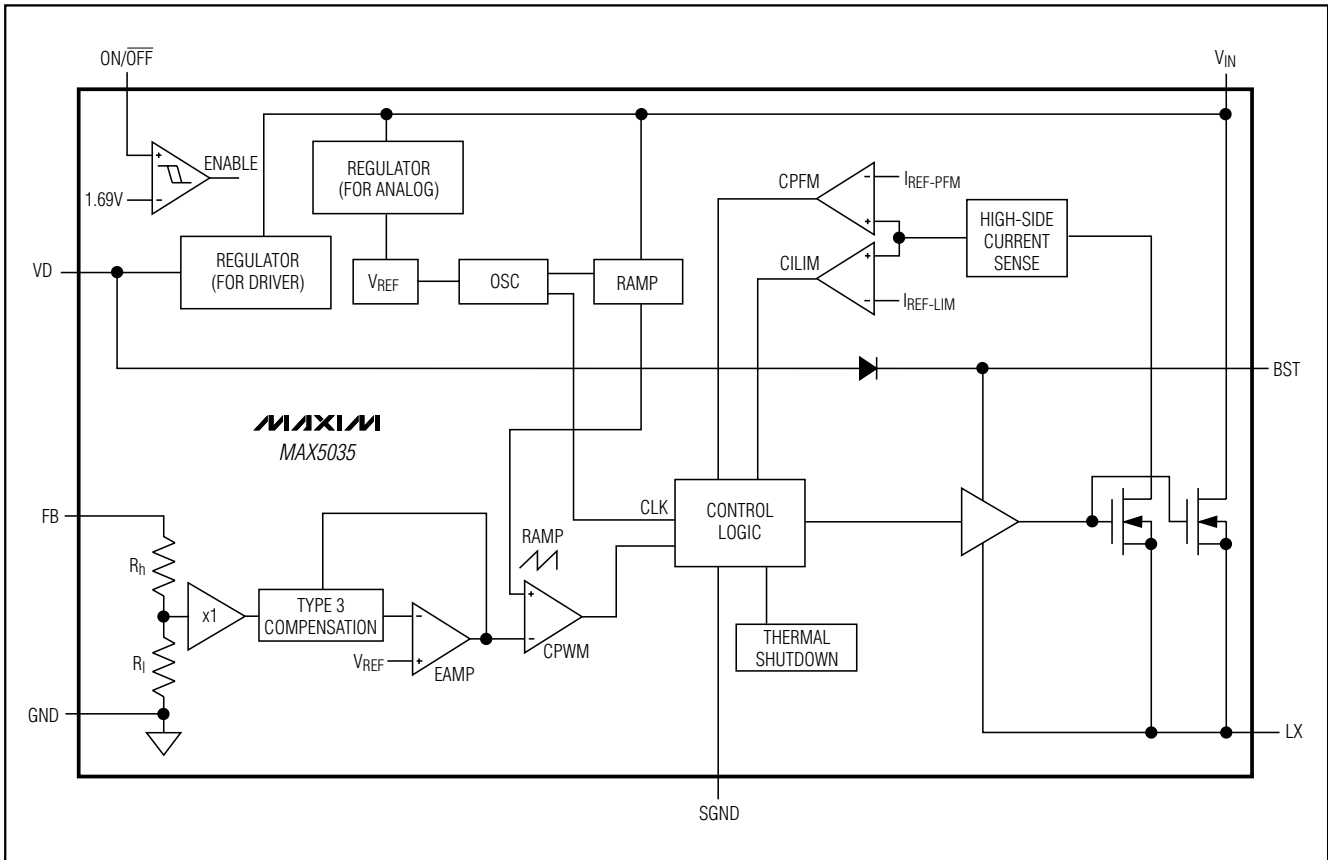 ON/OFF
VIN
ENABLE
1.69V
REGULATOR
(FOR ANALOG)
REGULATOR
(FOR DRIVER)
VD
VREF
OSC
RAMP
CPFM
IREF-PFM
HIGH-SIDE
CURRENT
SENSE
CILIM
IREF-LIM
BST
MAXIM
MAX5035
FB
Rh
Rl
x1
TYPE 3
COMPENSATION
VREF
EAMP
RAMP
CPWM
CLK
CONTROL
LOGIC
THERMAL
SHUTDOWN
GND
LX
SGND